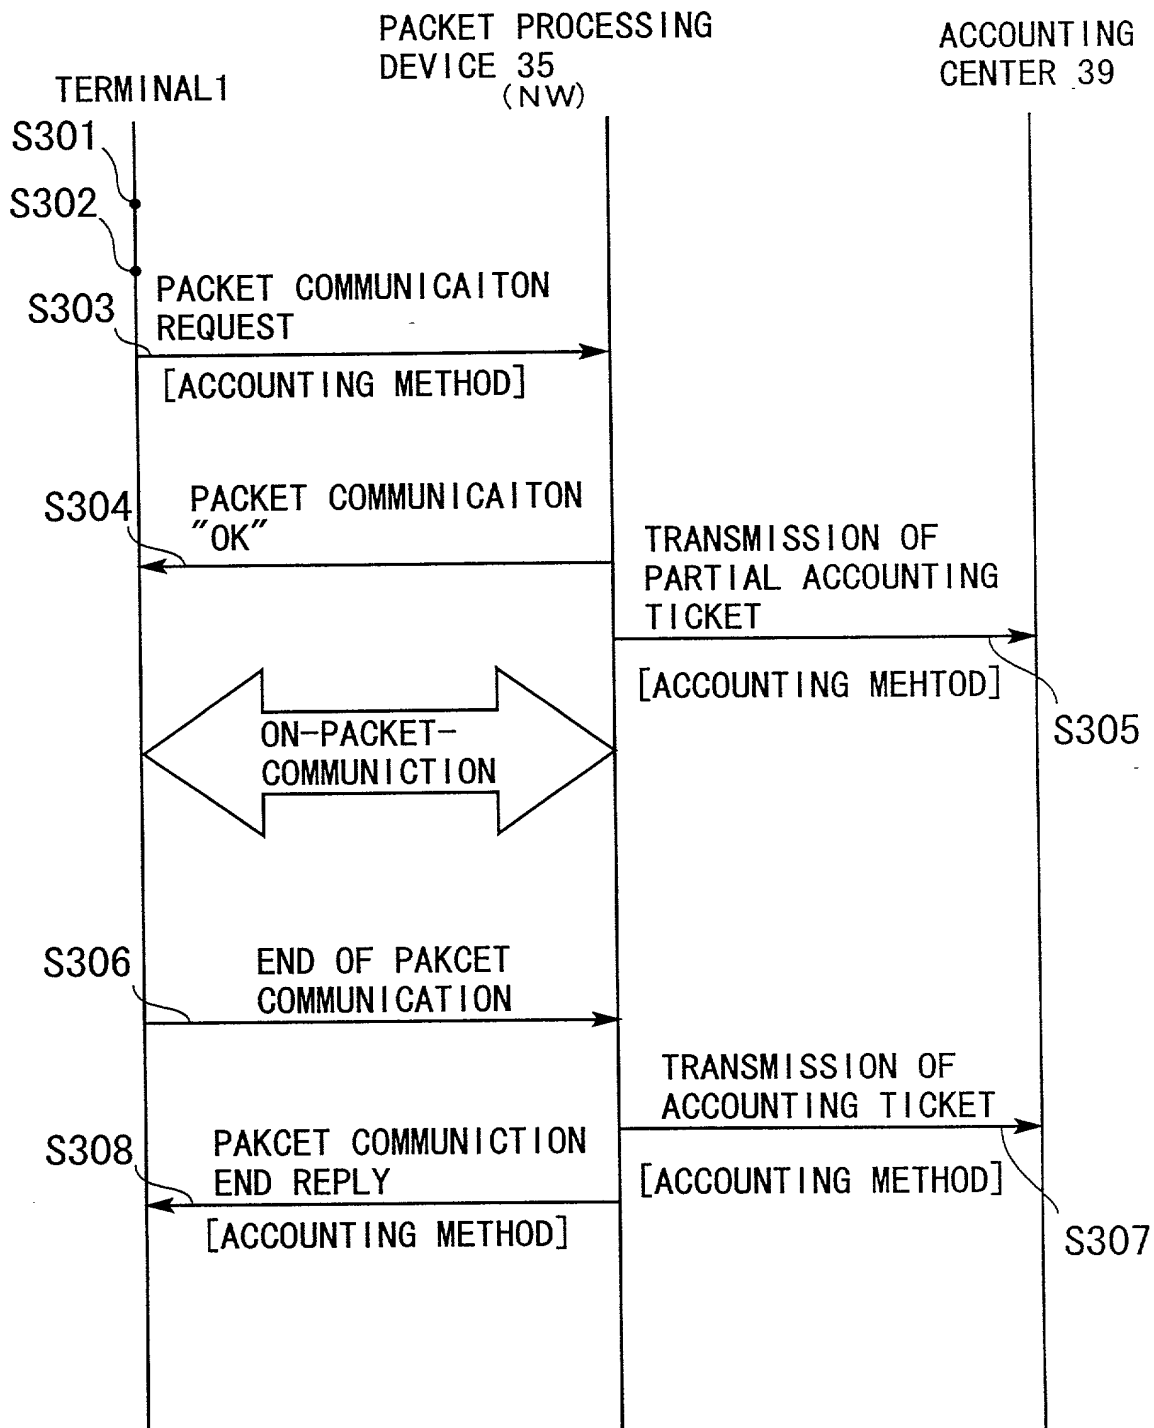 PACKET PROCESSING
DEVICE 35
(NW)
ACCOUNTING
CENTER 39
TERMINAL1
S301
S302
S303
PACKET COMMUNICAITON
REQUEST
[ACCOUNTING METHOD]
S304
PACKET COMMUNICAITON
"OK"
TRANSMISSION OF
PARTIAL ACCOUNTING
TICKET
[ACCOUNTING MEHTOD]
S305
ON-PACKET-
COMMUNICTION
S306
END OF PAKCET
COMMUNICATION
TRANSMISSION OF
ACCOUNTING TICKET
[ACCOUNTING METHOD]
S307
S308
PAKCET COMMUNICTION
END REPLY
[ACCOUNTING METHOD]